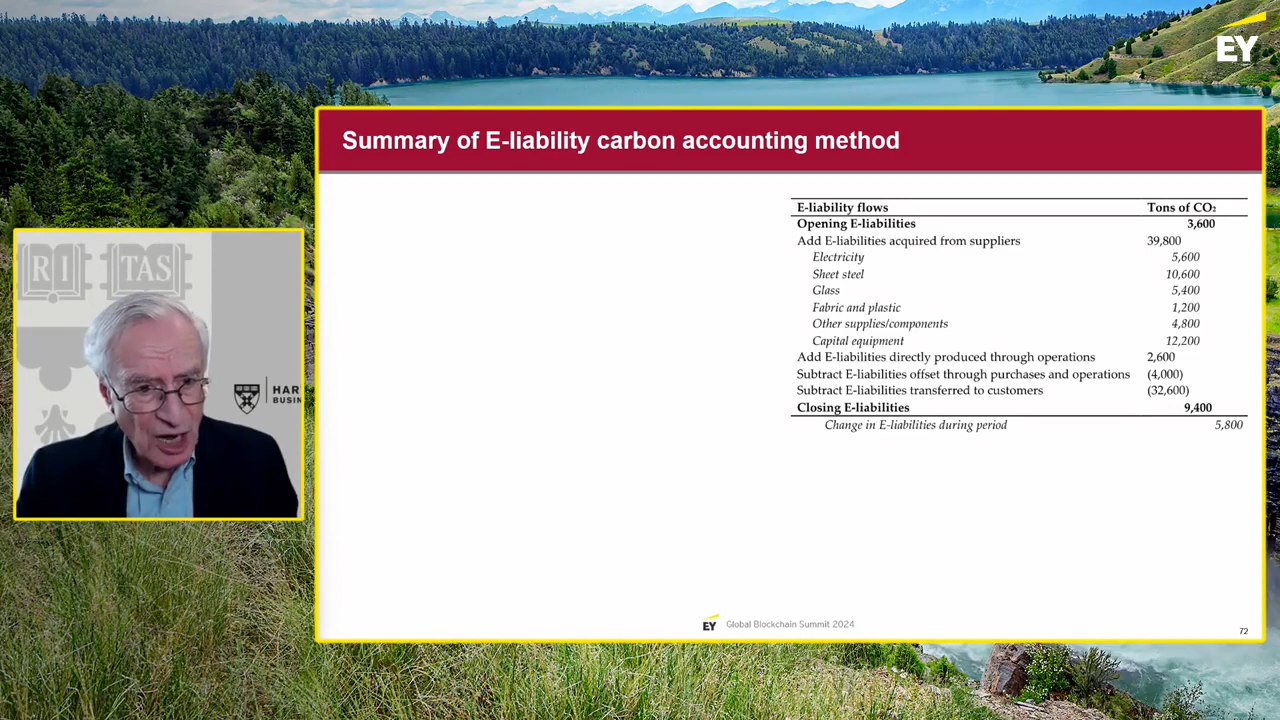 EY
Summary of E-liability carbon accounting method
E-liability flows Tons of CO₂
Opening E-liabilities 3,600
Add E-liabilities acquired from suppliers 39,800
Electricity 5,600
Sheet steel 10,600
Glass 5,400
Fabric and plastic 1,200
Other supplies/components 4,800
Capital equipment 12,200
Add E-liabilities directly produced through operations 2,600
Subtract E-liabilities offset through purchases and operations (4,000)
Subtract E-liabilities transferred to customers (32,600)
Closing E-liabilities 9,400
Change in E-liabilities during period 5,800
RI TAS
HAR
BUSIN
EY Global Blockchain Summit 2024
72